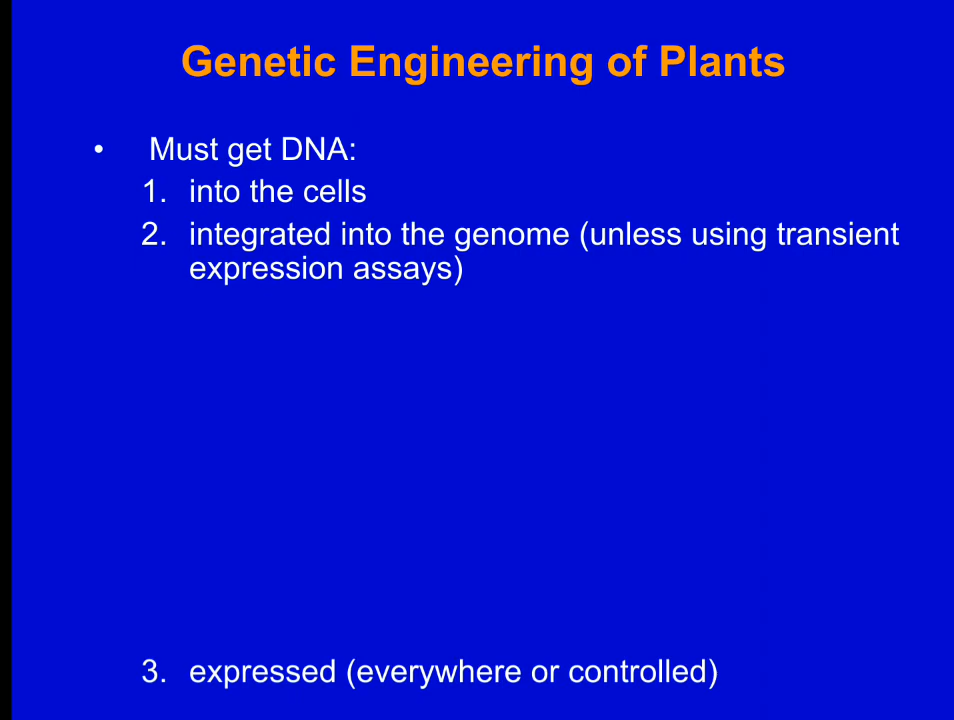 Genetic Engineering of Plants
• Must get DNA:
1. into the cells
2. integrated into the genome (unless using transient
expression assays)
3. expressed (everywhere or controlled)